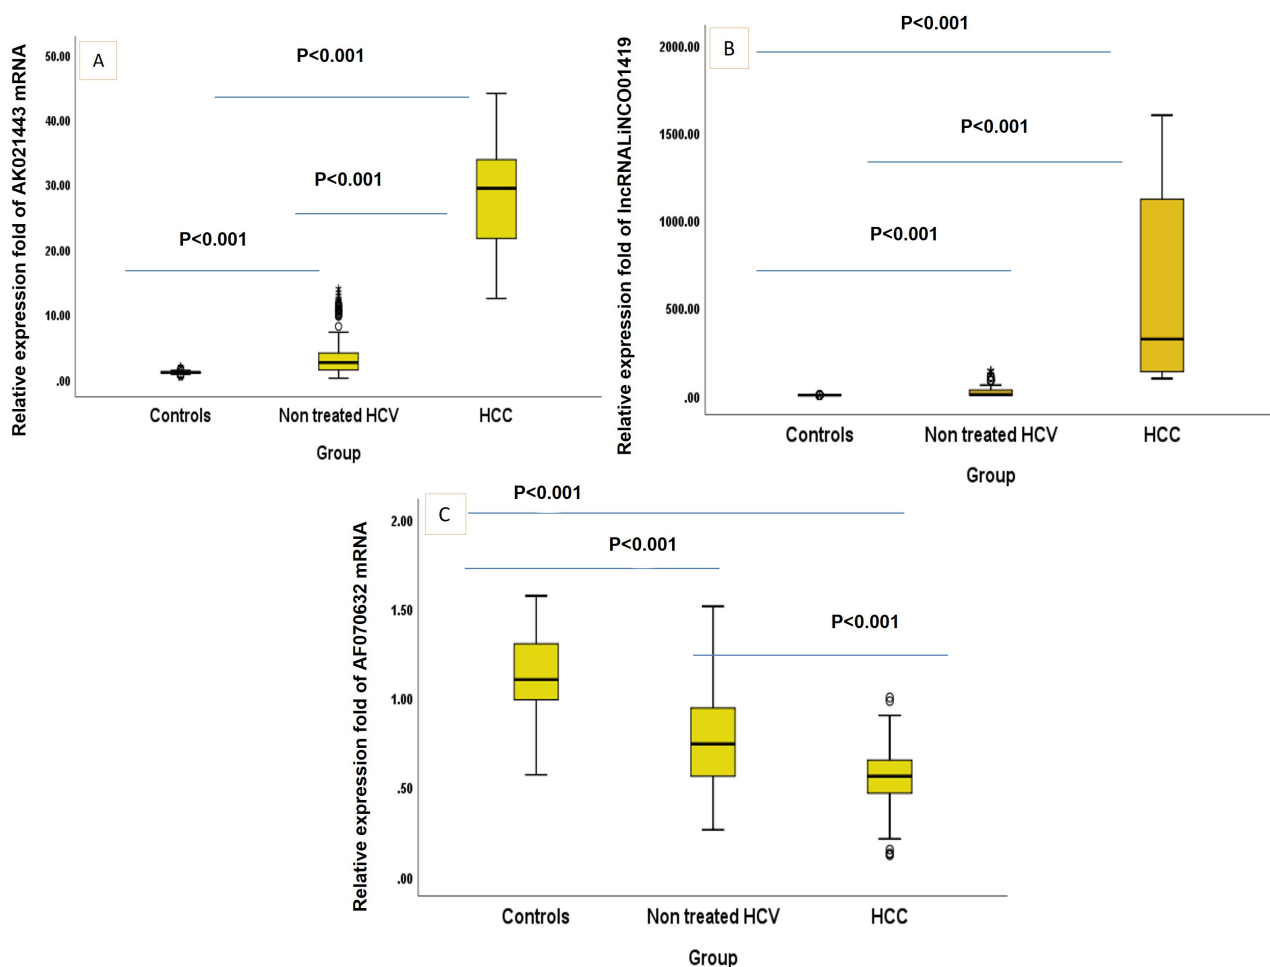 A
P<0.001
P<0.001
P<0.001
Relative expression fold of AK021443 mRNA
50.00
40.00
30.00
20.00
10.00
.00
Controls
Non treated HCV
HCC
Group
B
P<0.001
P<0.001
P<0.001
Relative expression fold of lncRNALiNCO01419
2000.00
1500.00
1000.00
500.00
.00
Controls
Non treated HCV
HCC
Group
C
P<0.001
P<0.001
P<0.001
Relative expression fold of AF070632 mRNA
2.00
1.50
1.00
.50
.00
Controls
Non treated HCV
HCC
Group